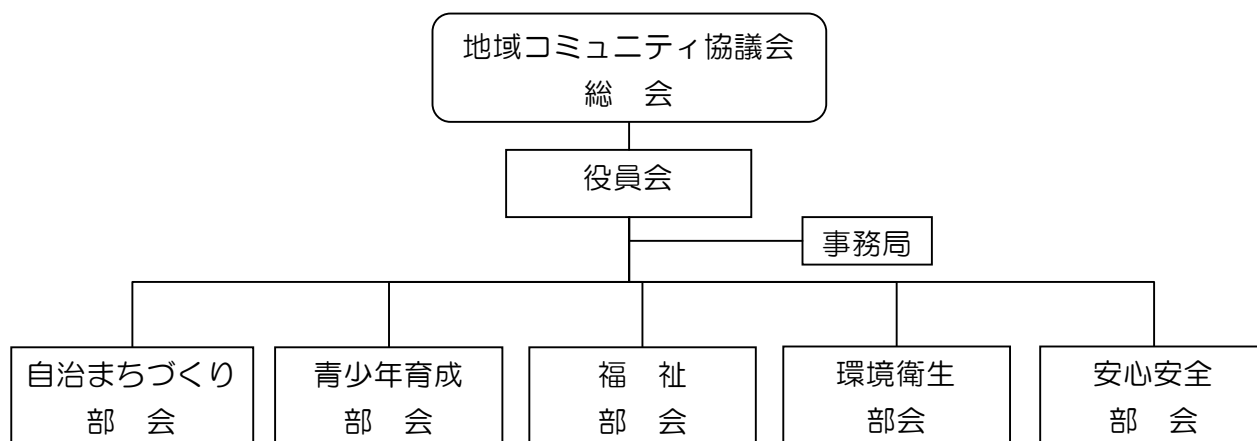 地域コミュニティ協議会
総　会
役員会
事務局
自治まちづくり
部　会
青少年育成
部　会
福　祉
部　会
環境衛生
部会
安心安全
部　会